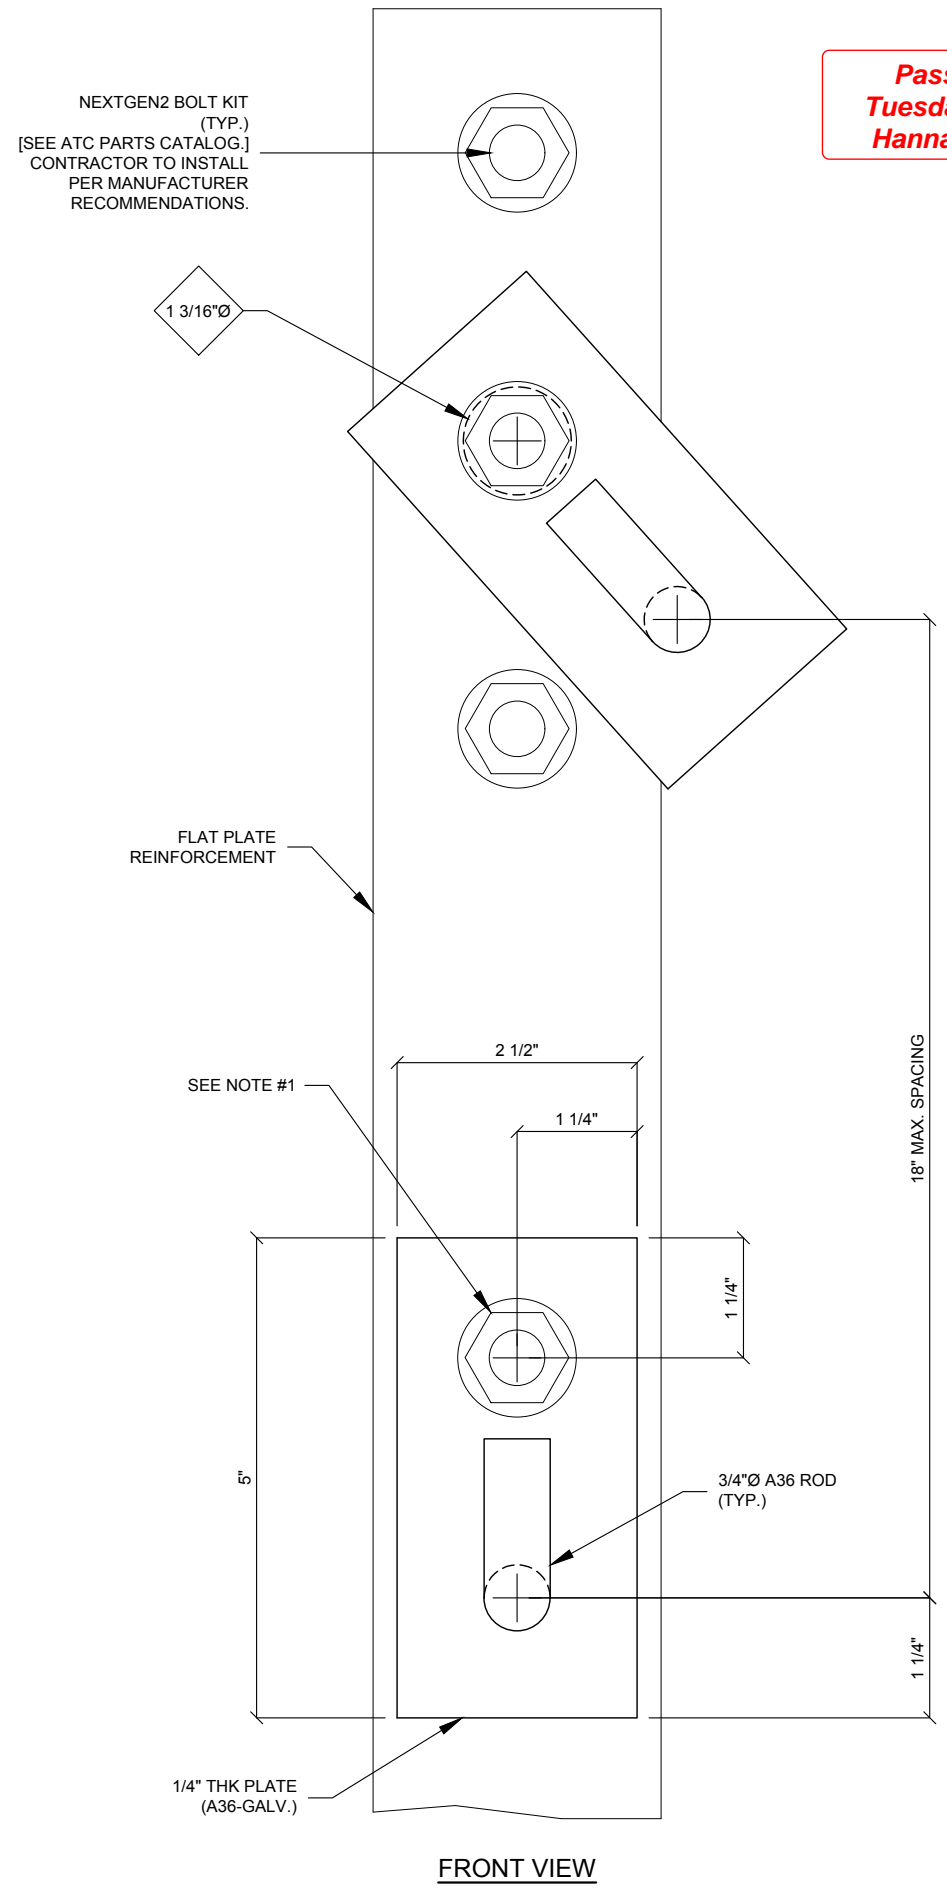 NEXTGEN2 BOLT KIT
(TYP.)
[SEE ATC PARTS CATALOG.]
CONTRACTOR TO INSTALL
PER MANUFACTURER
RECOMMENDATIONS.
1 3/16"Ø
FLAT PLATE
REINFORCEMENT
2 1/2"
SEE NOTE #1
1 1/4"
18" MAX. SPACING
1 1/4"
5"
3/4"Ø A36 ROD
(TYP.)
1 1/4"
1/4" THK PLATE
(A36-GALV.)
FRONT VIEW